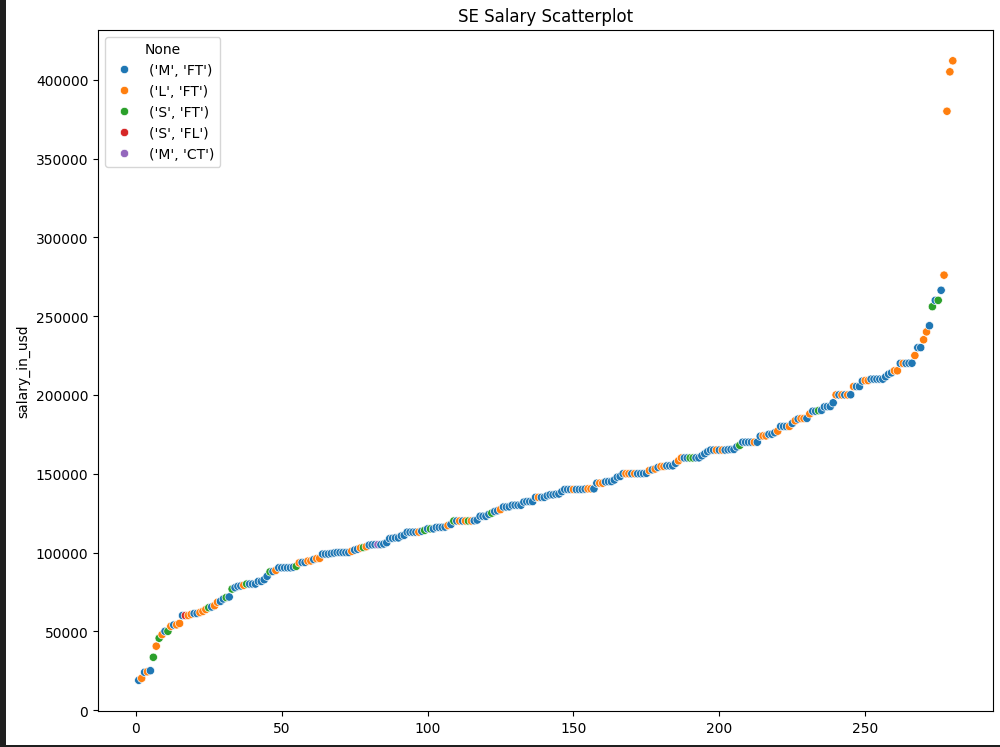 SE Salary Scatterplot
None
('M', 'FT')
('L', 'FT')
('S', 'FT')
('S', 'FL')
('M', 'CT')
400000
350000
300000
250000
200000
150000
100000
50000
0
salary_in_usd
0 50 100 150 200 250